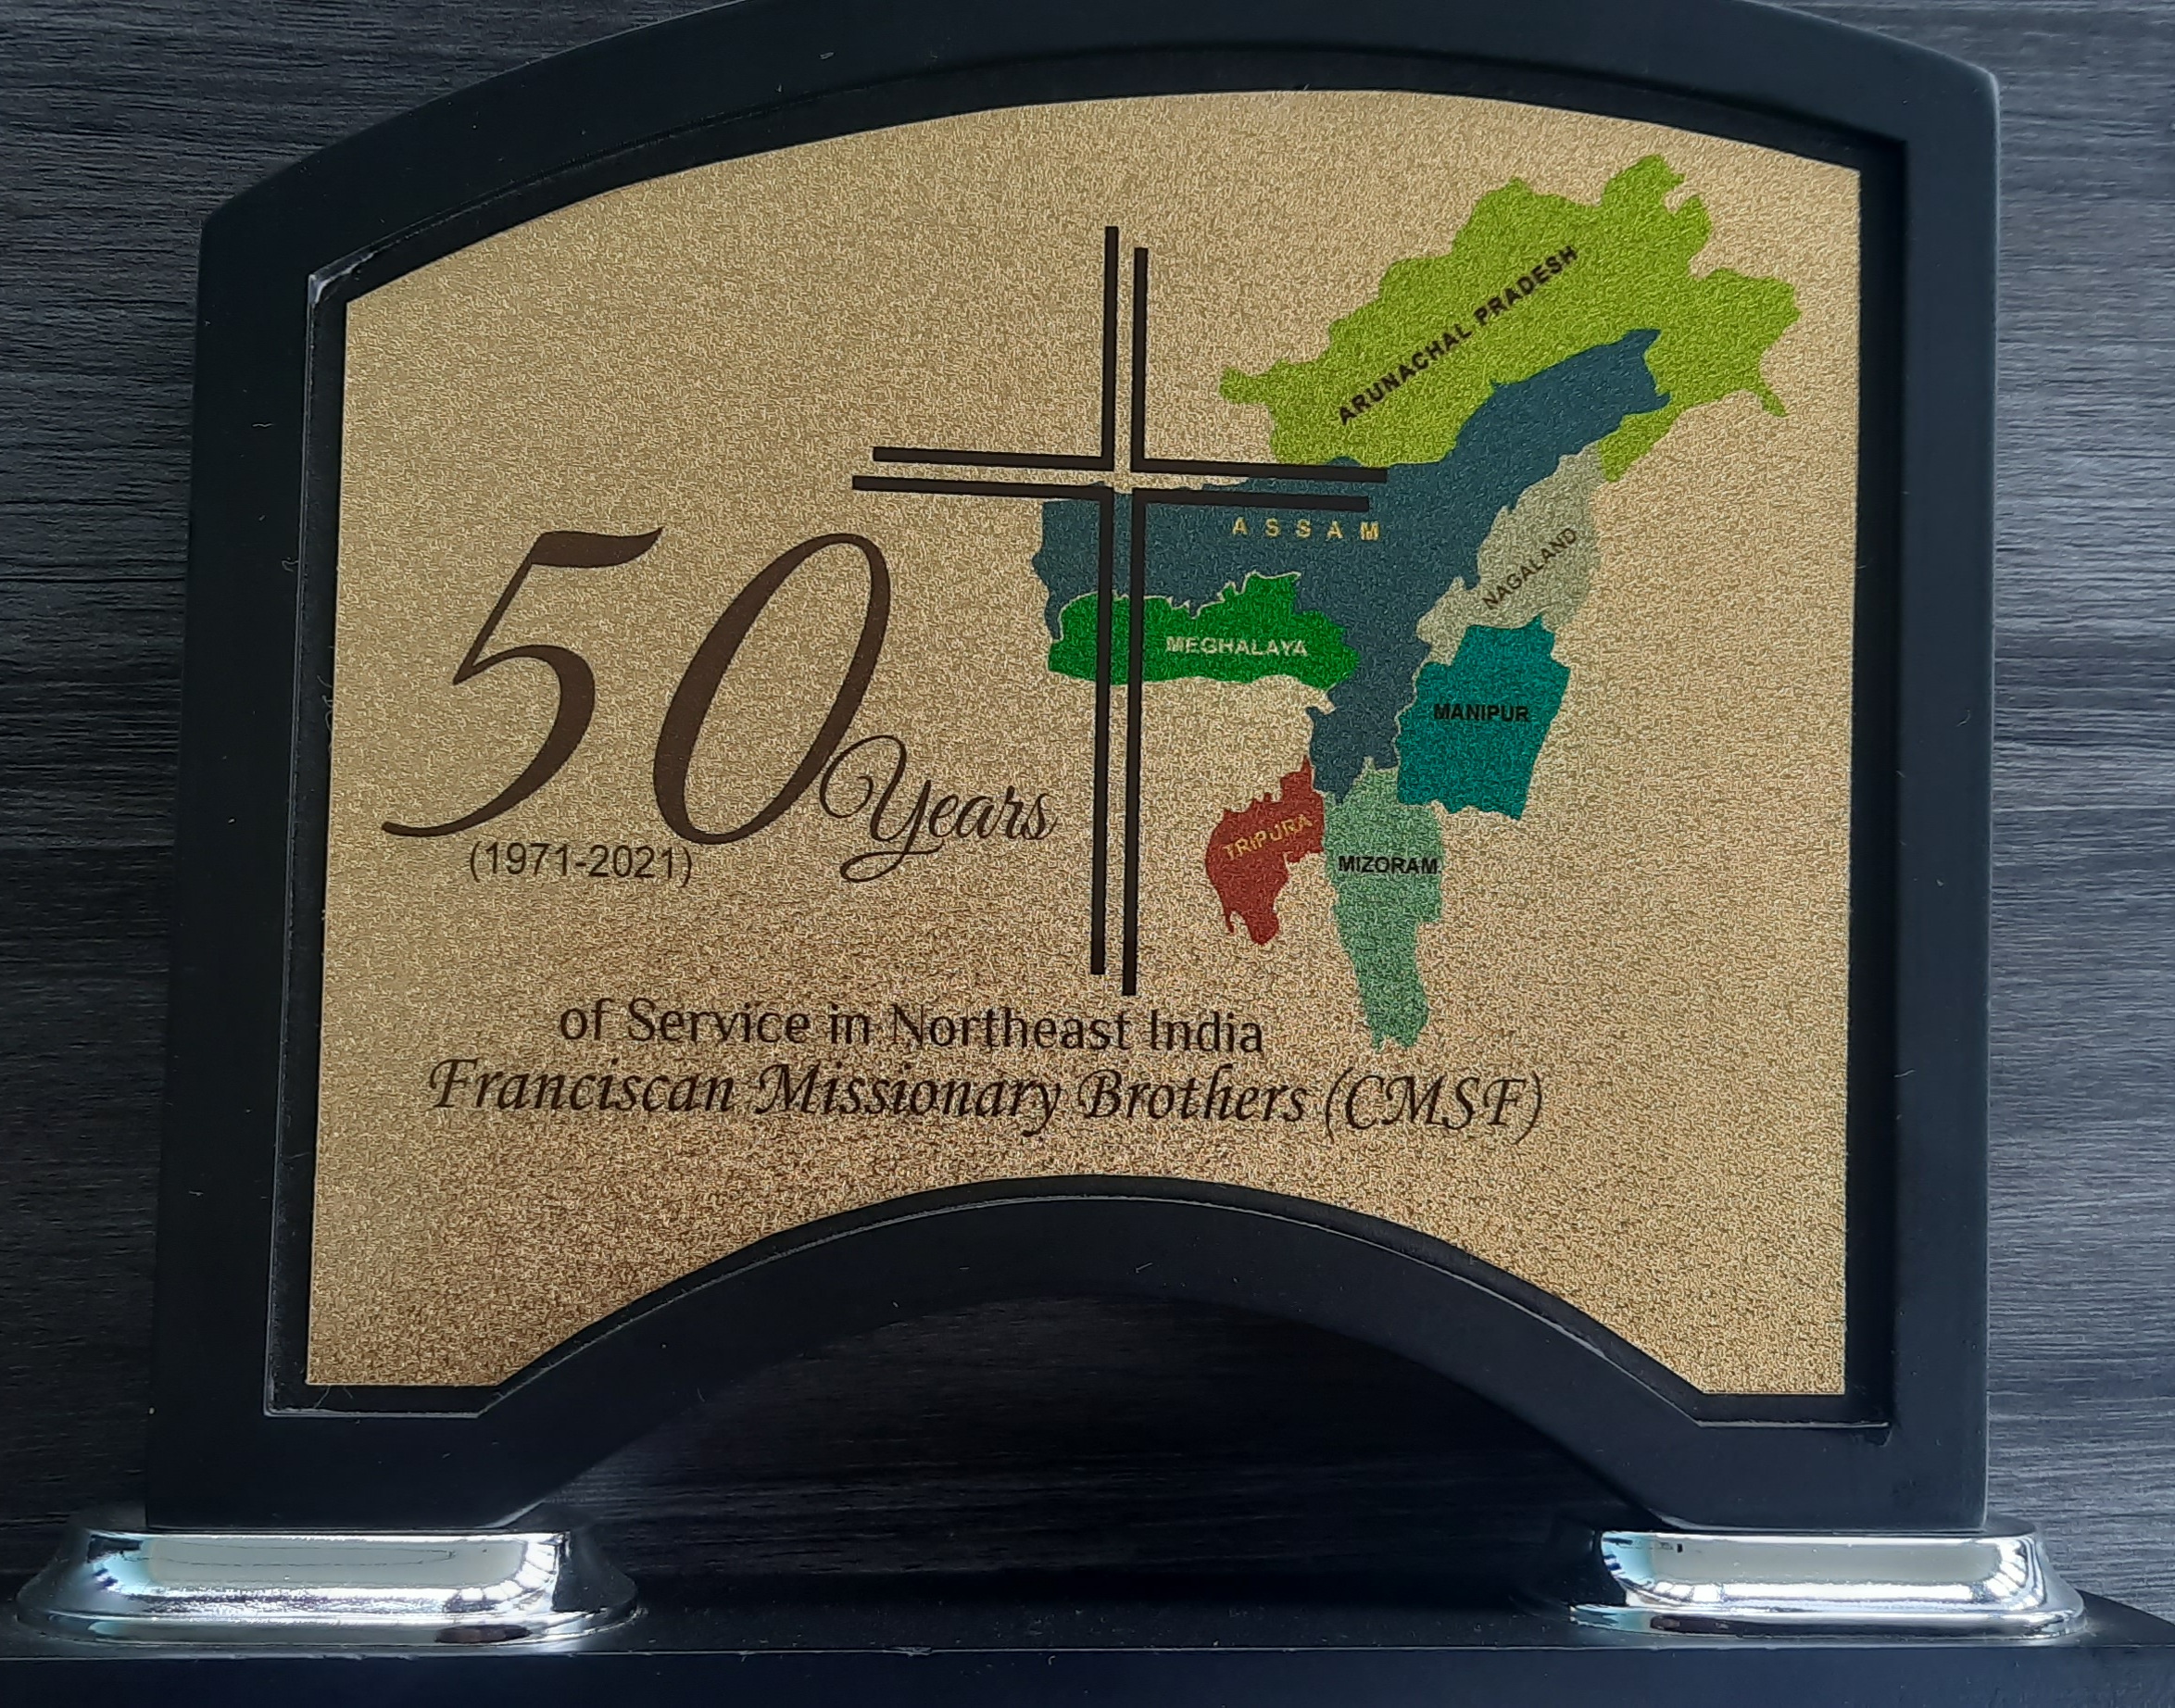 ARUNACHAL PRADESH
ASSAM
NAGALAND
MEGHALAYA
MANIPUR
TRIPURA
MIZORAM
50 Years
(1971-2021)
of Service in Northeast India
Franciscan Missionary Brothers (CMSF)